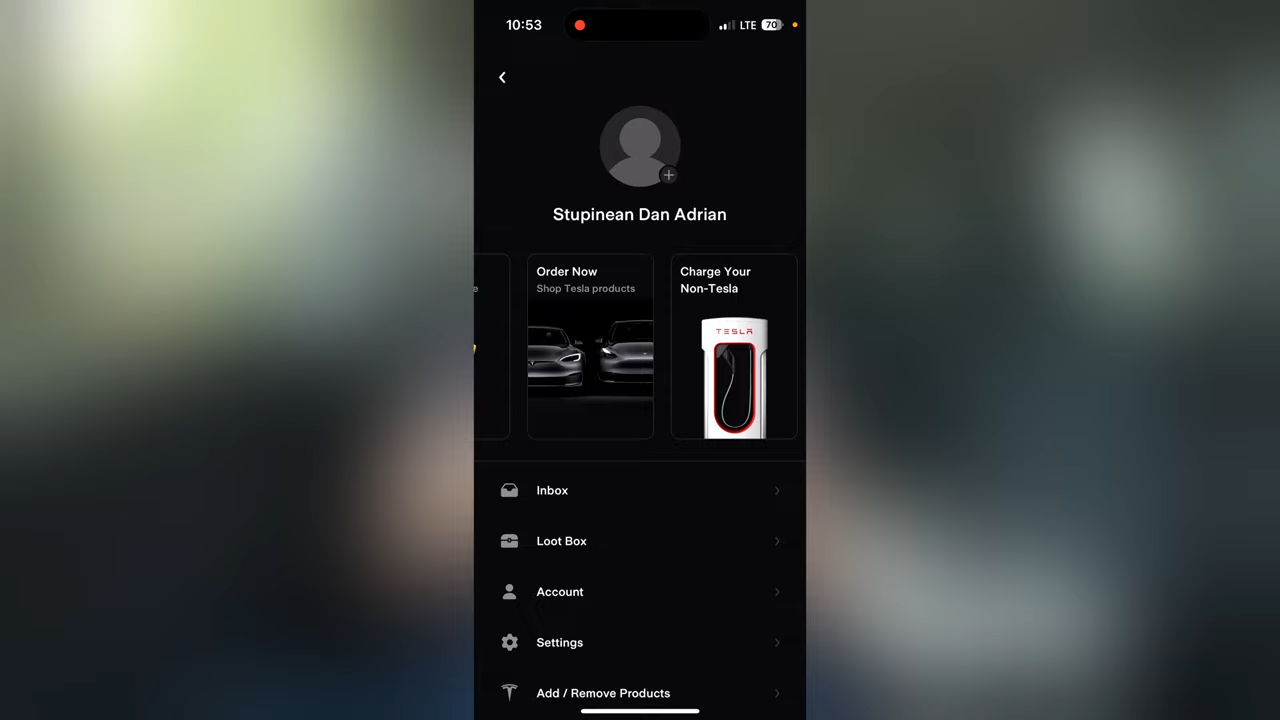 10:53
LTE
70
Stupinean Dan Adrian
e
Order Now
Shop Tesla products
Charge Your
Non-Tesla
TESLA
Inbox
Loot Box
Account
Settings
Add / Remove Products